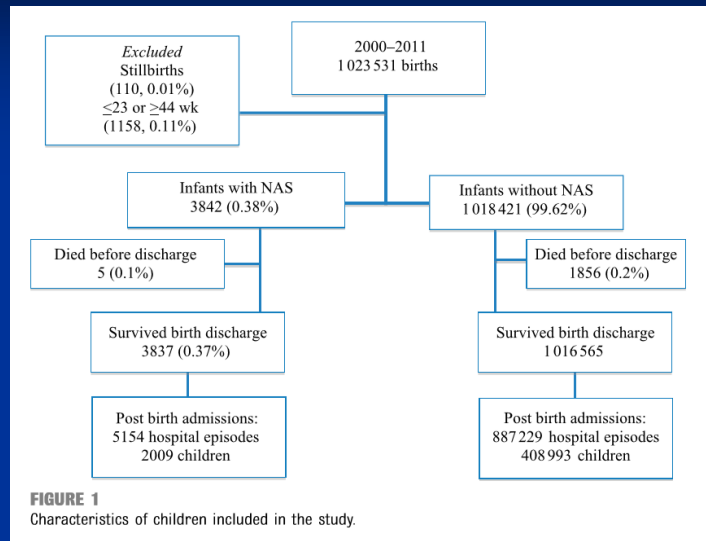 Excluded
Stillbirths
(110, 0.01%)
≤23 or ≥44 wk
(1158, 0.11%)
2000–2011
1 023 531 births
Infants with NAS
3842 (0.38%)
Infants without NAS
1 018 421 (99.62%)
Died before discharge
5 (0.1%)
Died before discharge
1856 (0.2%)
Survived birth discharge
3837 (0.37%)
Survived birth discharge
1 016 565
Post birth admissions:
5154 hospital episodes
2009 children
Post birth admissions:
887 229 hospital episodes
408 993 children
FIGURE 1
Characteristics of children included in the study.